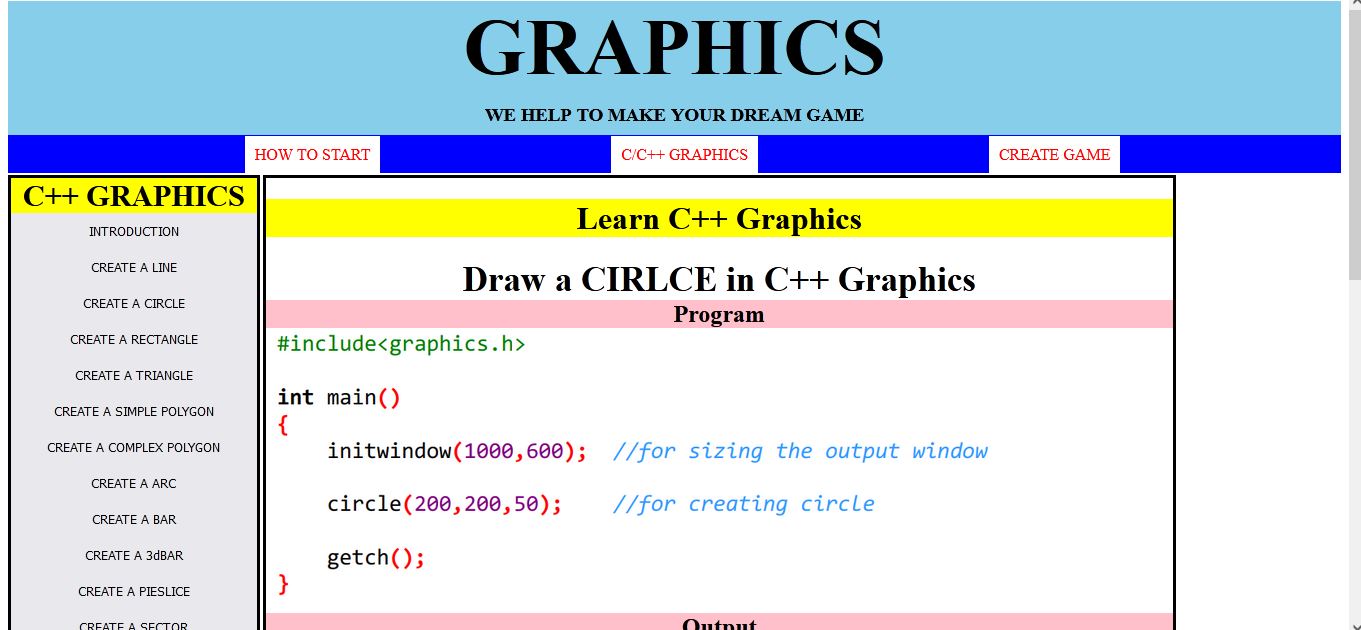 GRAPHICS
WE HELP TO MAKE YOUR DREAM GAME
HOW TO START
C/C++ GRAPHICS
CREATE GAME
C++ GRAPHICS
INTRODUCTION
CREATE A LINE
CREATE A CIRCLE
CREATE A RECTANGLE
CREATE A TRIANGLE
CREATE A SIMPLE POLYGON
CREATE A COMPLEX POLYGON
CREATE A ARC
CREATE A BAR
CREATE A 3dBAR
CREATE A PIESLICE
CREATE A SECTOR
Learn C++ Graphics
Draw a CIRLCE in C++ Graphics
Program
#include<graphics.h>
int main()
{
initwindow(1000,600); //for sizing the output window
circle(200,200,50); //for creating circle
getch();
}
Output